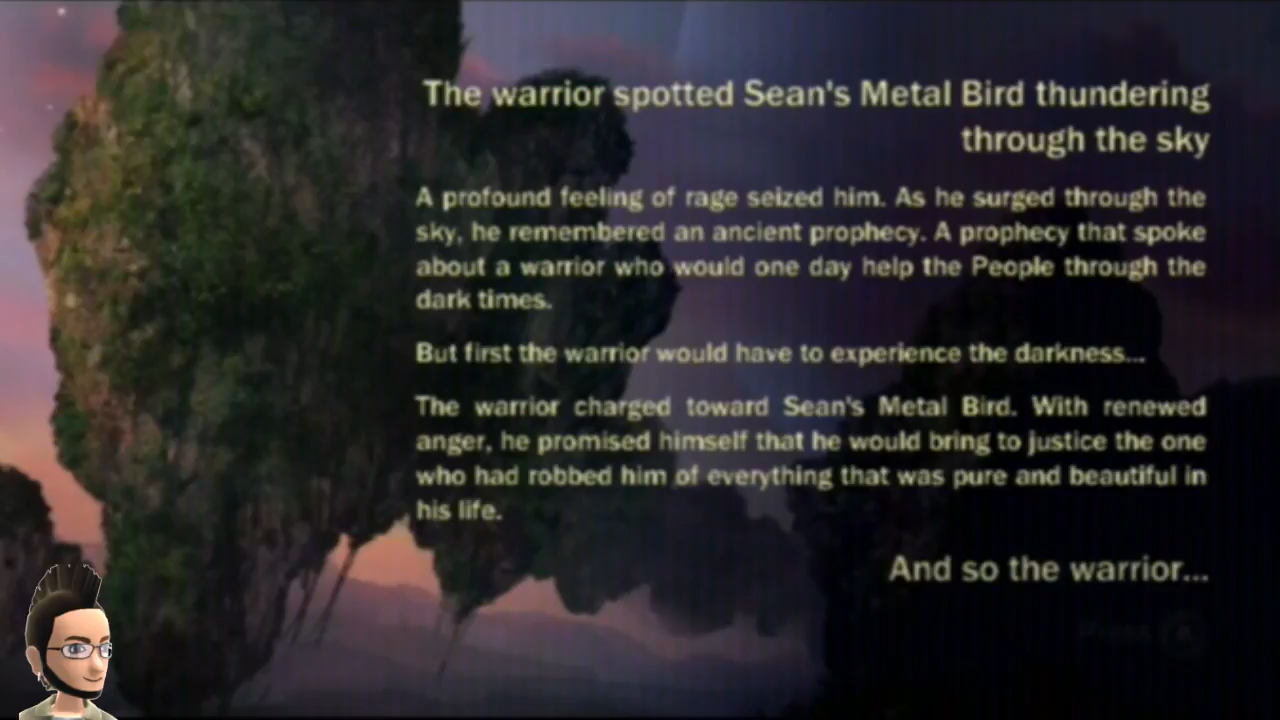 The warrior spotted Sean's Metal Bird thundering
through the sky
A profound feeling of rage seized him. As he surged through the
sky, he remembered an ancient prophecy. A prophecy that spoke
about a warrior who would one day help the People through the
dark times.
But first the warrior would have to experience the darkness...
The warrior charged toward Sean's Metal Bird. With renewed
anger, he promised himself that he would bring to justice the one
who had robbed him of everything that was pure and beautiful in
his life.
And so the warrior...
Press A